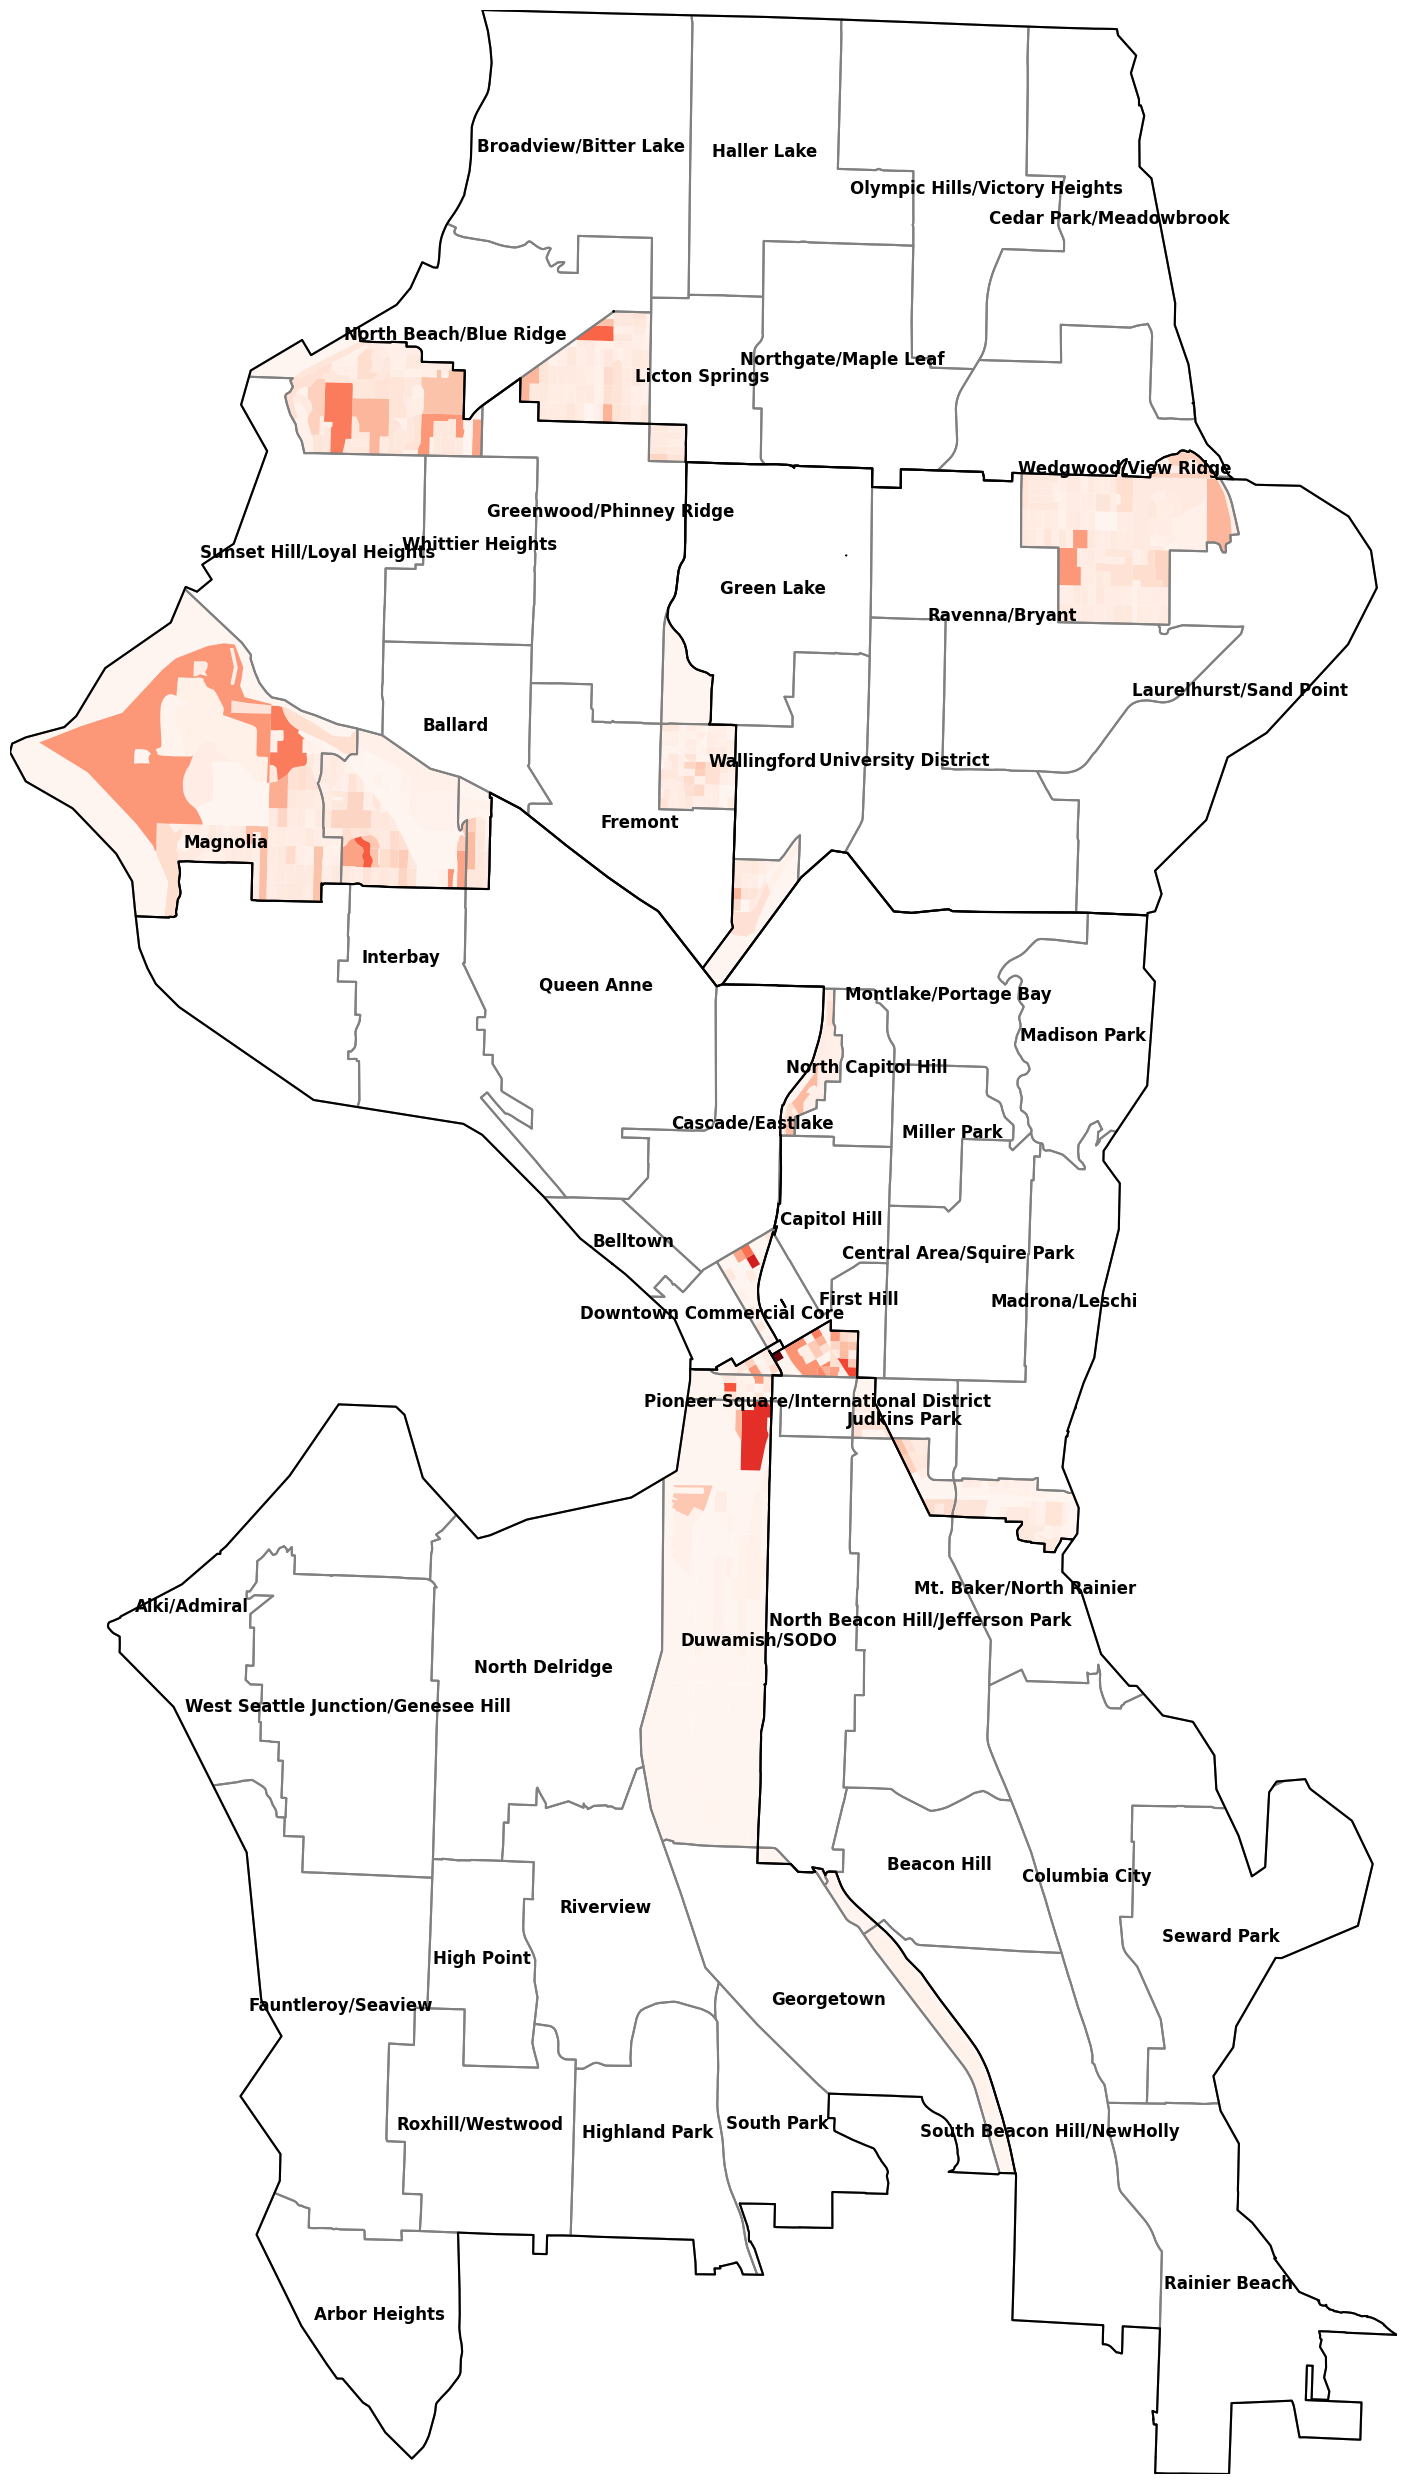 Broadview/Bitter Lake
Haller Lake
Olympic Hills/Victory Heights
Cedar Park/Meadowbrook
North Beach/Blue Ridge
Northgate/Maple Leaf
Licton Springs
Wedgwood/View Ridge
Greenwood/Phinney Ridge
Whittier Heights
Sunset Hill/Loyal Heights
Green Lake
Ravenna/Bryant
Laurelhurst/Sand Point
Ballard
Wallingford
University District
Fremont
Magnolia
Interbay
Queen Anne
Montlake/Portage Bay
Madison Park
North Capitol Hill
Cascade/Eastlake
Miller Park
Capitol Hill
Belltown
Central Area/Squire Park
First Hill
Madrona/Leschi
Downtown Commercial Core
Pioneer Square/International District
Judkins Park
Mt. Baker/North Rainier
Alki/Admiral
North Beacon Hill/Jefferson Park
Duwamish/SODO
North Delridge
West Seattle Junction/Genesee Hill
Beacon Hill
Columbia City
Riverview
Seward Park
High Point
Georgetown
Fauntleroy/Seaview
Roxhill/Westwood
South Park
Highland Park
South Beacon Hill/NewHolly
Rainier Beach
Arbor Heights